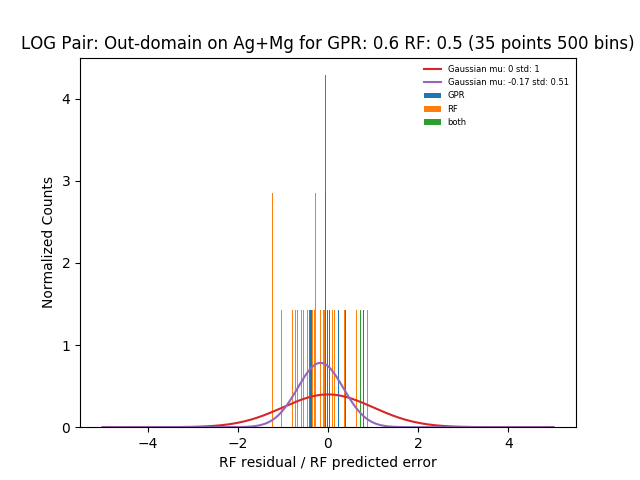 LOG Pair: Out-domain on Ag+Mg for GPR: 0.6 RF: 0.5 (35 points 500 bins)
Gaussian mu: 0 std: 1
Gaussian mu: -0.17 std: 0.51
GPR
RF
both
Normalized Counts
4
3
2
1
0
−4
−2
0
2
4
RF residual / RF predicted error